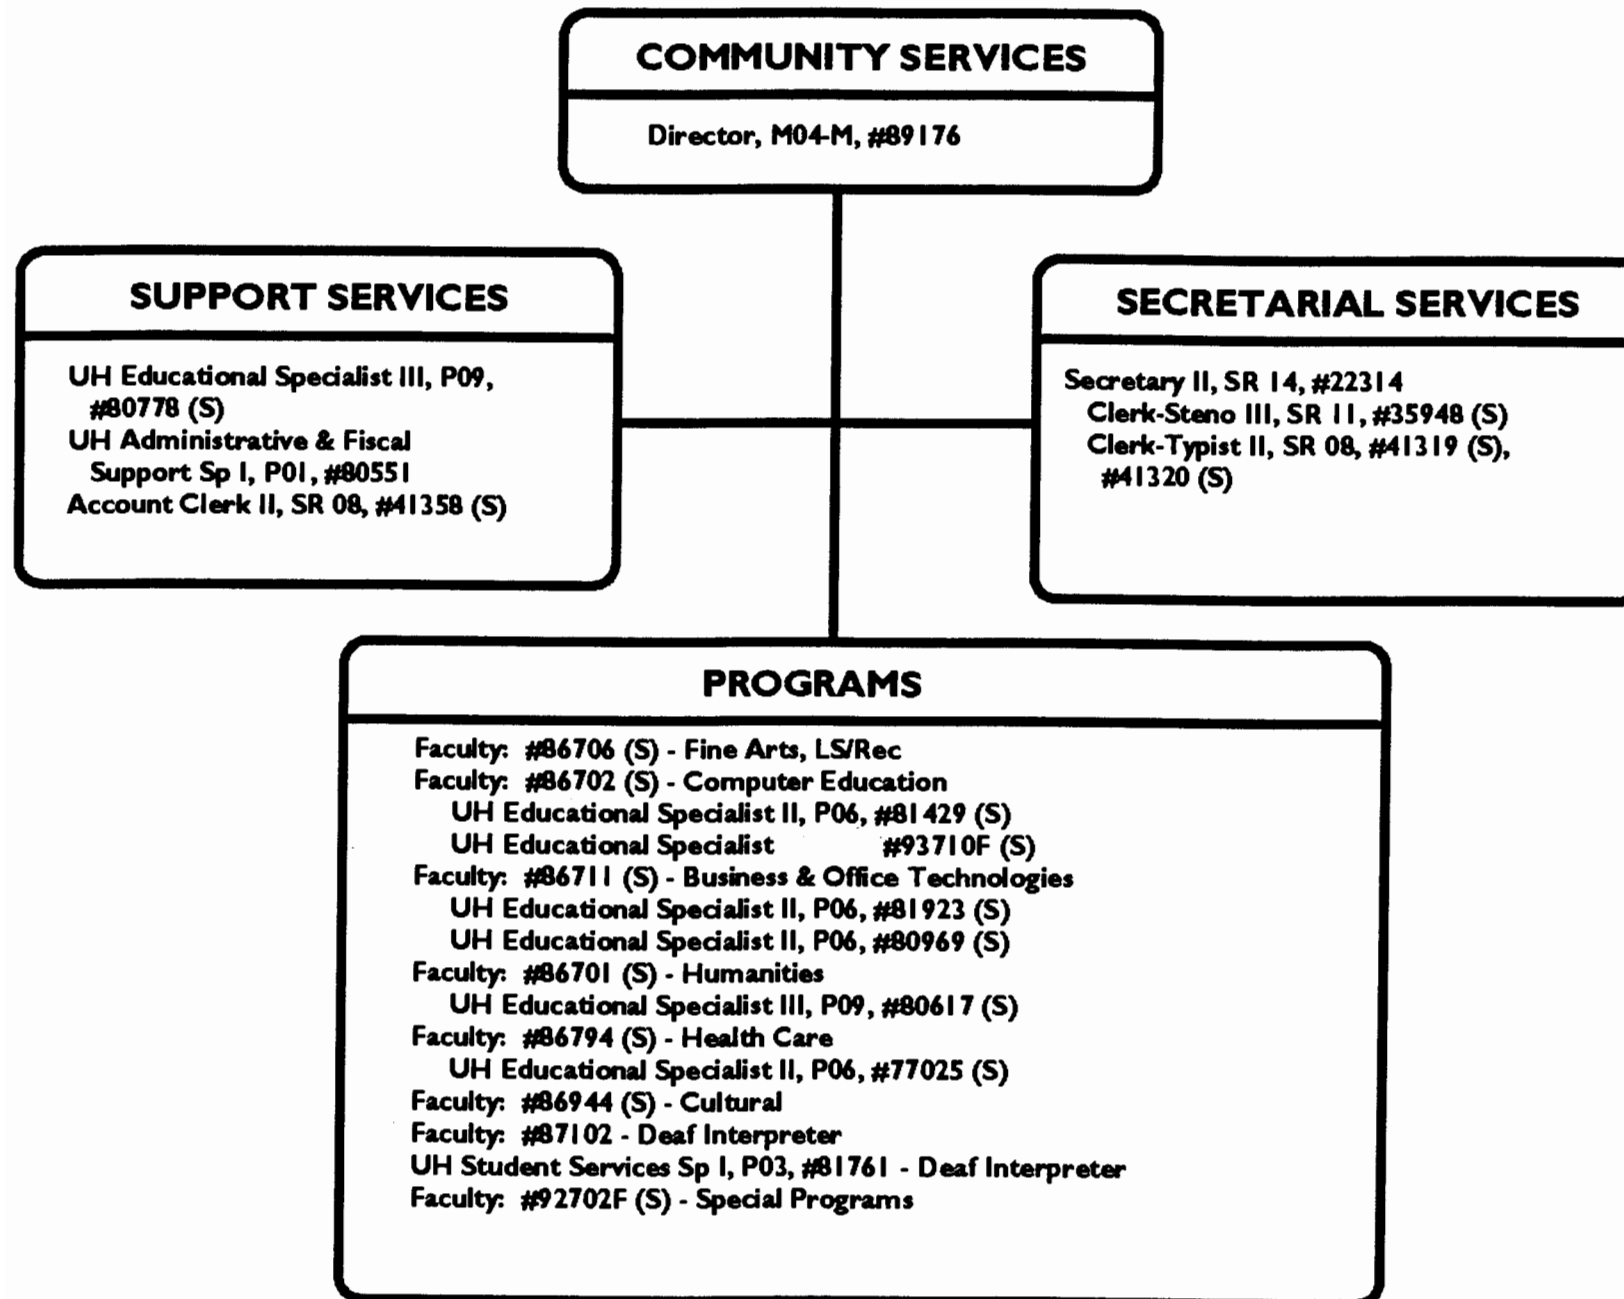 COMMUNITY SERVICES
Director, M04-M, #89176
SUPPORT SERVICES
UH Educational Specialist III, P09,
#80778 (S)
UH Administrative & Fiscal
Support Sp I, P01, #80551
Account Clerk II, SR 08, #41358 (S)
SECRETARIAL SERVICES
Secretary II, SR 14, #22314
Clerk-Steno III, SR 11, #35948 (S)
Clerk-Typist II, SR 08, #41319 (S),
#41320 (S)
PROGRAMS
Faculty: #86706 (S) - Fine Arts, LS/Rec
Faculty: #86702 (S) - Computer Education
UH Educational Specialist II, P06, #81429 (S)
UH Educational Specialist #93710F (S)
Faculty: #86711 (S) - Business & Office Technologies
UH Educational Specialist II, P06, #81923 (S)
UH Educational Specialist II, P06, #80969 (S)
Faculty: #86701 (S) - Humanities
UH Educational Specialist III, P09, #80617 (S)
Faculty: #86794 (S) - Health Care
UH Educational Specialist II, P06, #77025 (S)
Faculty: #86944 (S) - Cultural
Faculty: #87102 - Deaf Interpreter
UH Student Services Sp I, P03, #81761 - Deaf Interpreter
Faculty: #92702F (S) - Special Programs